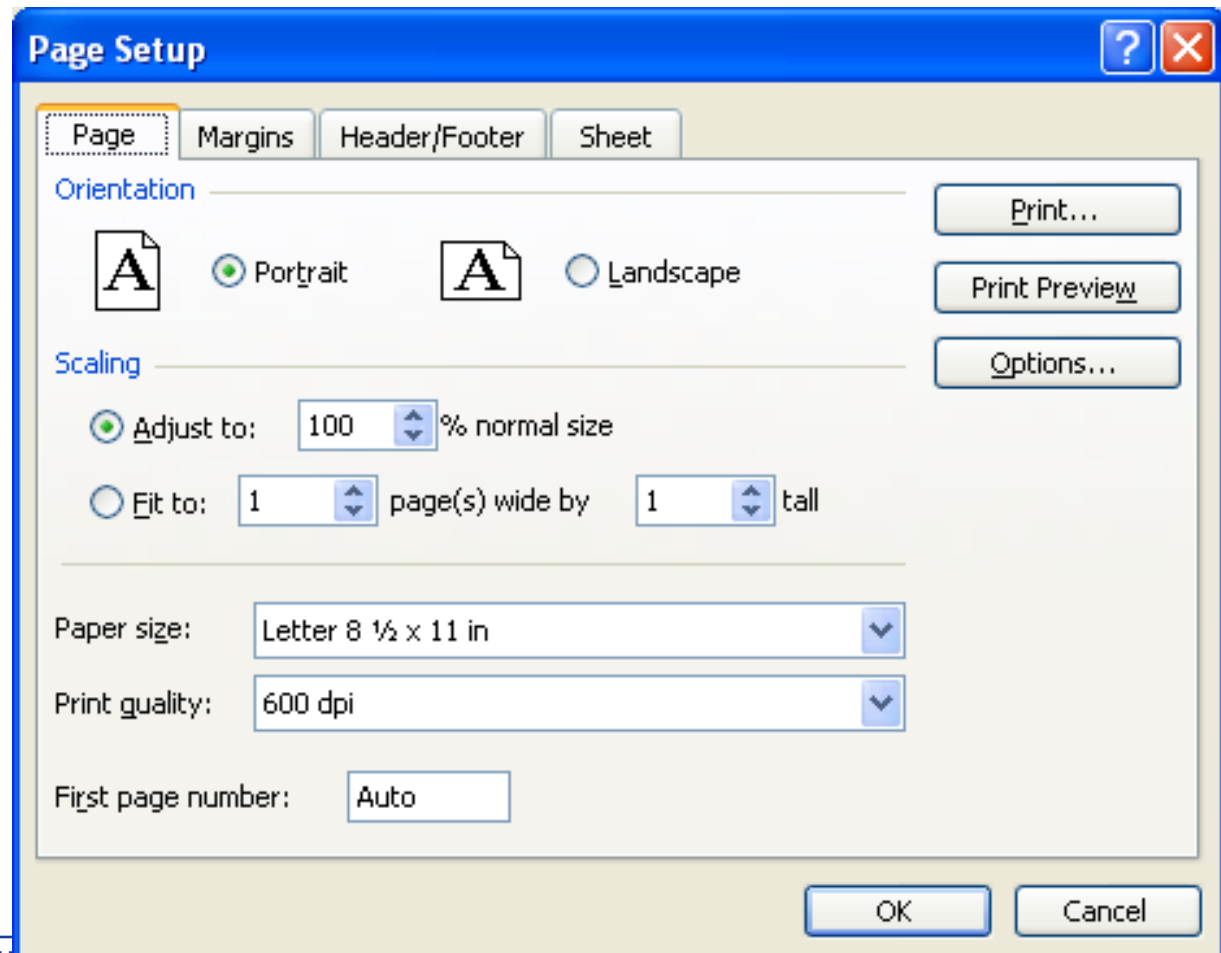 Page Setup
Page Margins Header/Footer Sheet
Orientation
A Portrait A Landscape
Print...
Print Preview
Options...
Scaling
Adjust to: 100 % normal size
Fit to: 1 page(s) wide by 1 tall
Paper size: Letter 8 ½ x 11 in
Print quality: 600 dpi
First page number: Auto
OK Cancel